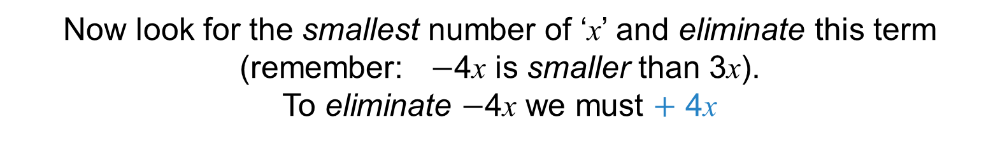 Now look for the smallest number of ‘x’ and eliminate this term
(remember: −4x is smaller than 3x).
To eliminate −4x we must + 4x